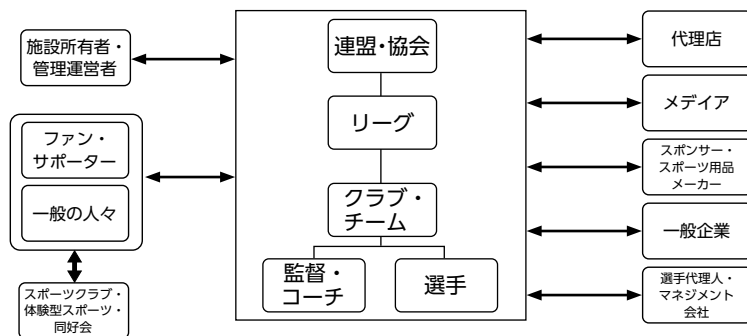 施設所有者・
管理運営者
ファン・
サポーター
一般の人々
スポーツクラブ・
体験型スポーツ・
同好会
連盟・協会
リーグ
クラブ・
チーム
監督・
コーチ
選手
代理店
メデイア
スポンサー・
スポーツ用品
メーカー
一般企業
選手代理人・
マネジメント
会社